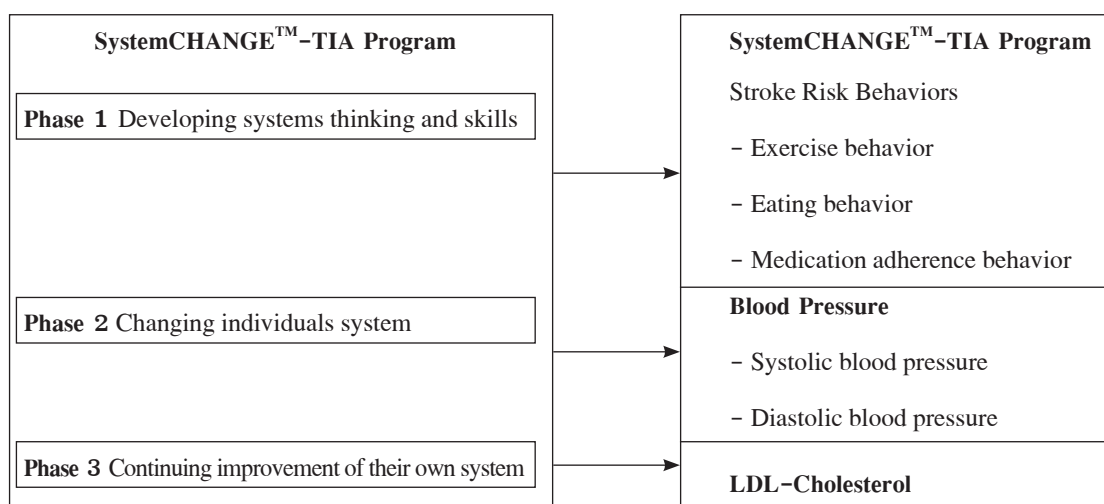 SystemCHANGE™-TIA Program
Phase 1 Developing systems thinking and skills
Phase 2 Changing individuals system
Phase 3 Continuing improvement of their own system
SystemCHANGE™-TIA Program
Stroke Risk Behaviors
- Exercise behavior
- Eating behavior
- Medication adherence behavior
Blood Pressure
- Systolic blood pressure
- Diastolic blood pressure
LDL-Cholesterol